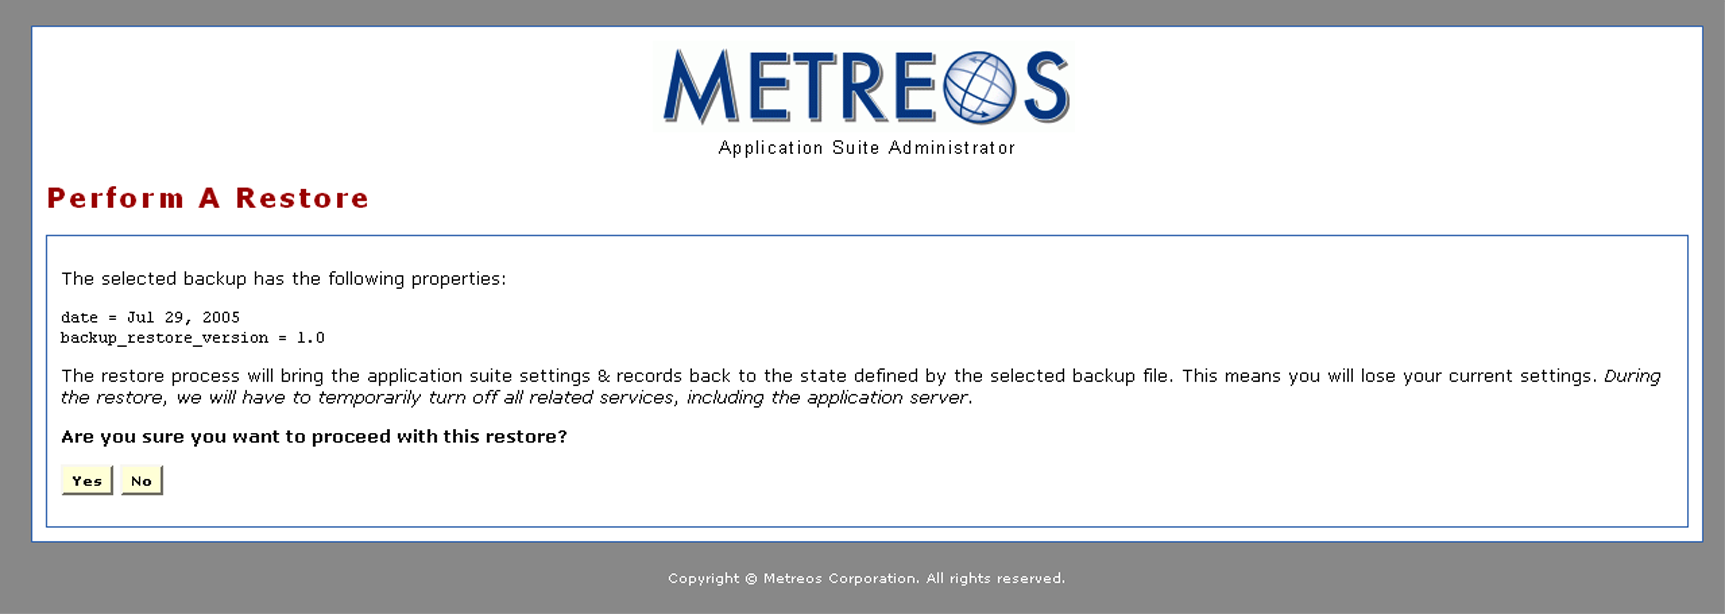 METREOS
Application Suite Administrator
Perform A Restore
The selected backup has the following properties:
date = Jul 29, 2005
backup_restore_version = 1.0
The restore process will bring the application suite settings & records back to the state defined by the selected backup file. This means you will lose your current settings. During
the restore, we will have to temporarily turn off all related services, including the application server.
Are you sure you want to proceed with this restore?
Yes No
Copyright © Metreos Corporation. All rights reserved.